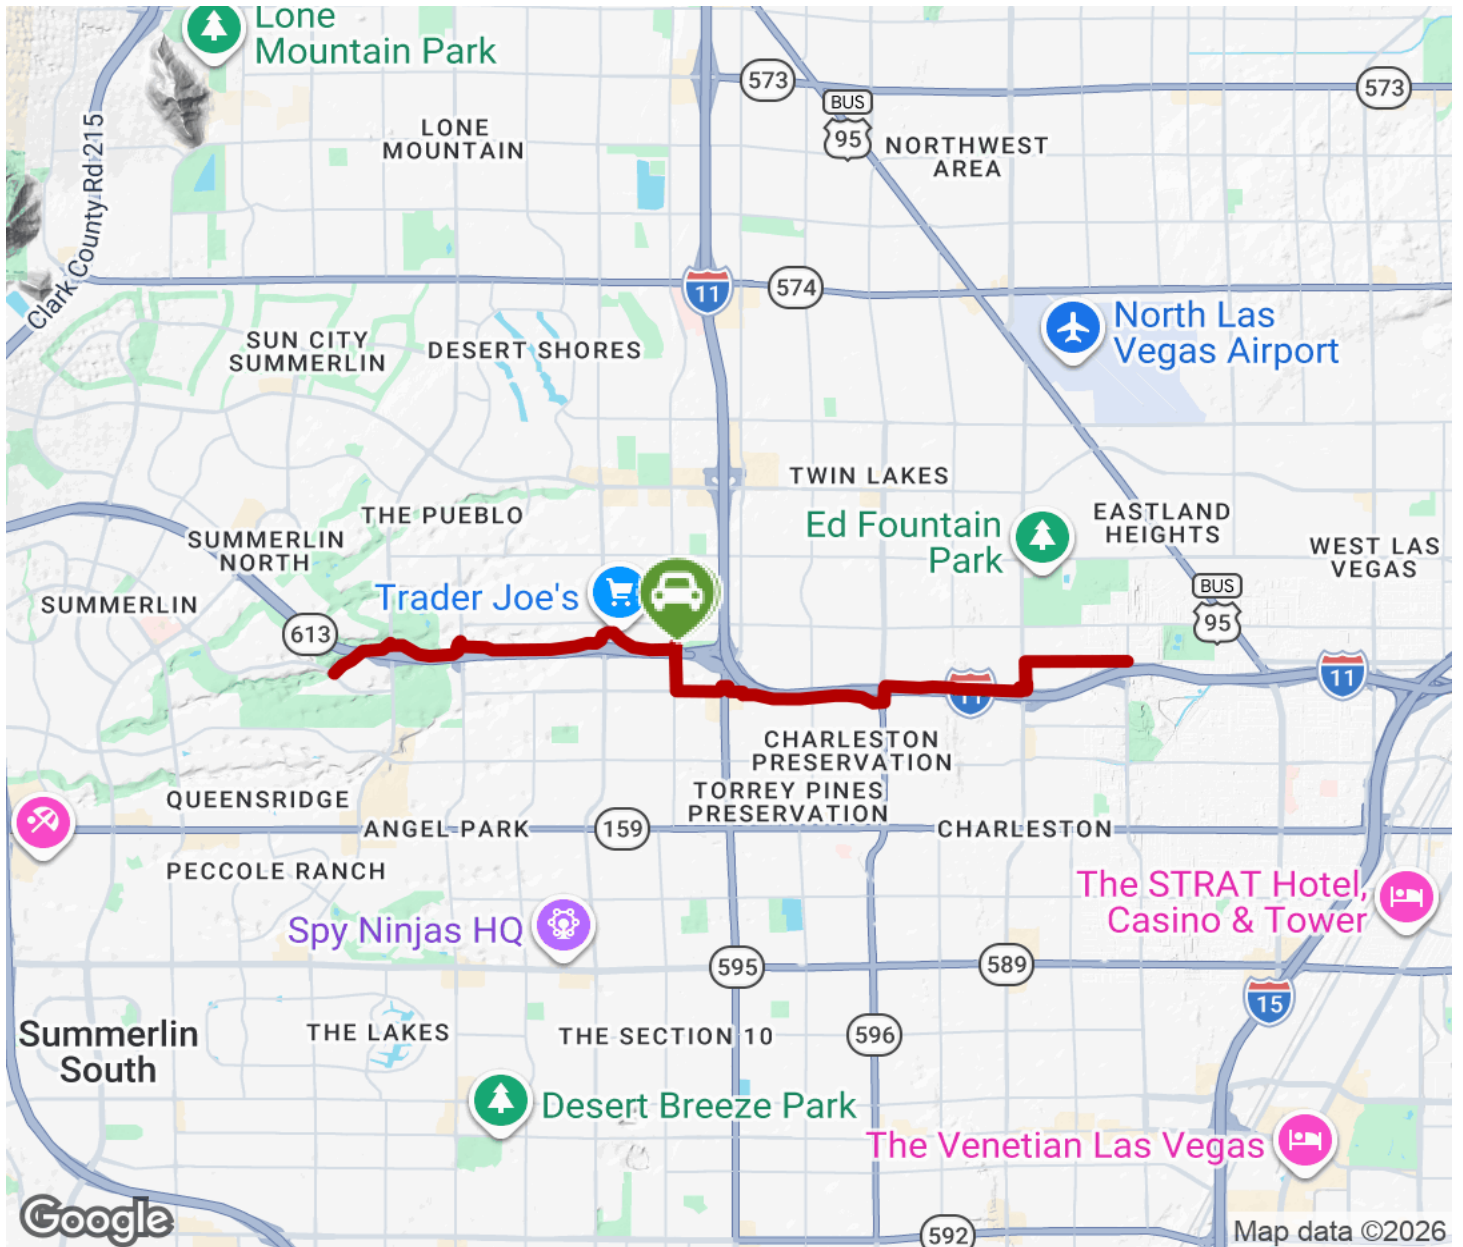 Lone
Mountain Park
573
573
BUS
95
LONE
MOUNTAIN
NORTHWEST
AREA
Clark County Rd 215
11
574
North Las
Vegas Airport
SUN CITY
SUMMERLIN
DESERT SHORES
TWIN LAKES
THE PUEBLO
Ed Fountain
Park
EASTLAND
HEIGHTS
SUMMERLIN
NORTH
WEST LAS
VEGAS
BUS
95
Trader Joe's
SUMMERLIN
613
11
11
CHARLESTON
PRESERVATION
TORREY PINES
PRESERVATION
QUEENSRIDGE
ANGEL PARK
159
CHARLESTON
PECCOLE RANCH
The STRAT Hotel,
Casino & Tower
Spy Ninjas HQ
595
589
15
Summerlin
South
THE LAKES
THE SECTION 10
596
Desert Breeze Park
The Venetian Las Vegas
Google
592
Map data ©2026